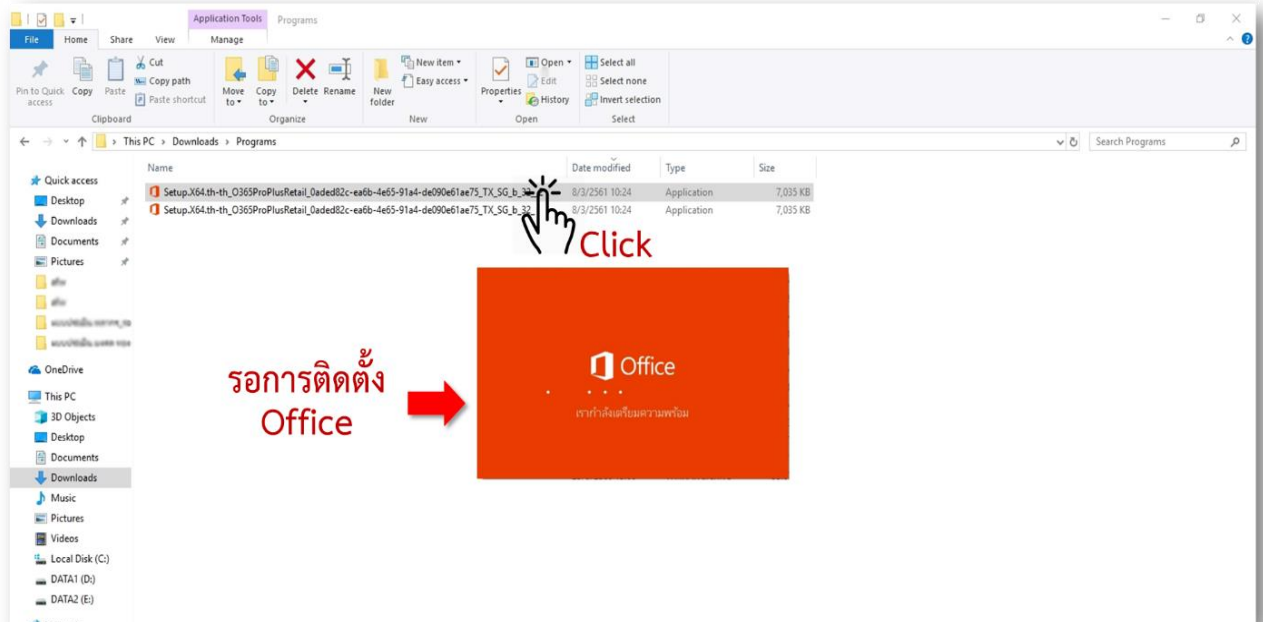 Application Tools Programs
File Home Share View Manage
Pin to Quick access Copy Paste Cut Copy path Paste shortcut Move to Copy to Delete Rename New folder New item Easy access Properties Open Edit History Select all Select none Invert selection
Clipboard Organize New Open Select
This PC > Downloads > Programs Search Programs
Name Date modified Type Size
Setup.X64.th-th_O365ProPlusRetail_0aded82c-ea6b-4e65-91a4-de090e61ae75_TX_SG_b_32_ 8/3/2561 10:24 Application 7,035 KB
Setup.X64.th-th_O365ProPlusRetail_0aded82c-ea6b-4e65-91a4-de090e61ae75_TX_SG_b_32_ 8/3/2561 10:24 Application 7,035 KB
Quick access
Desktop
Downloads
Documents
Pictures
OneDrive
This PC
3D Objects
Desktop
Documents
Downloads
Music
Pictures
Videos
Local Disk (C:)
DATA1 (D:)
DATA2 (E:)
Click
รอการติดตั้ง
Office
Office
เรากำลังเตรียมความพร้อม